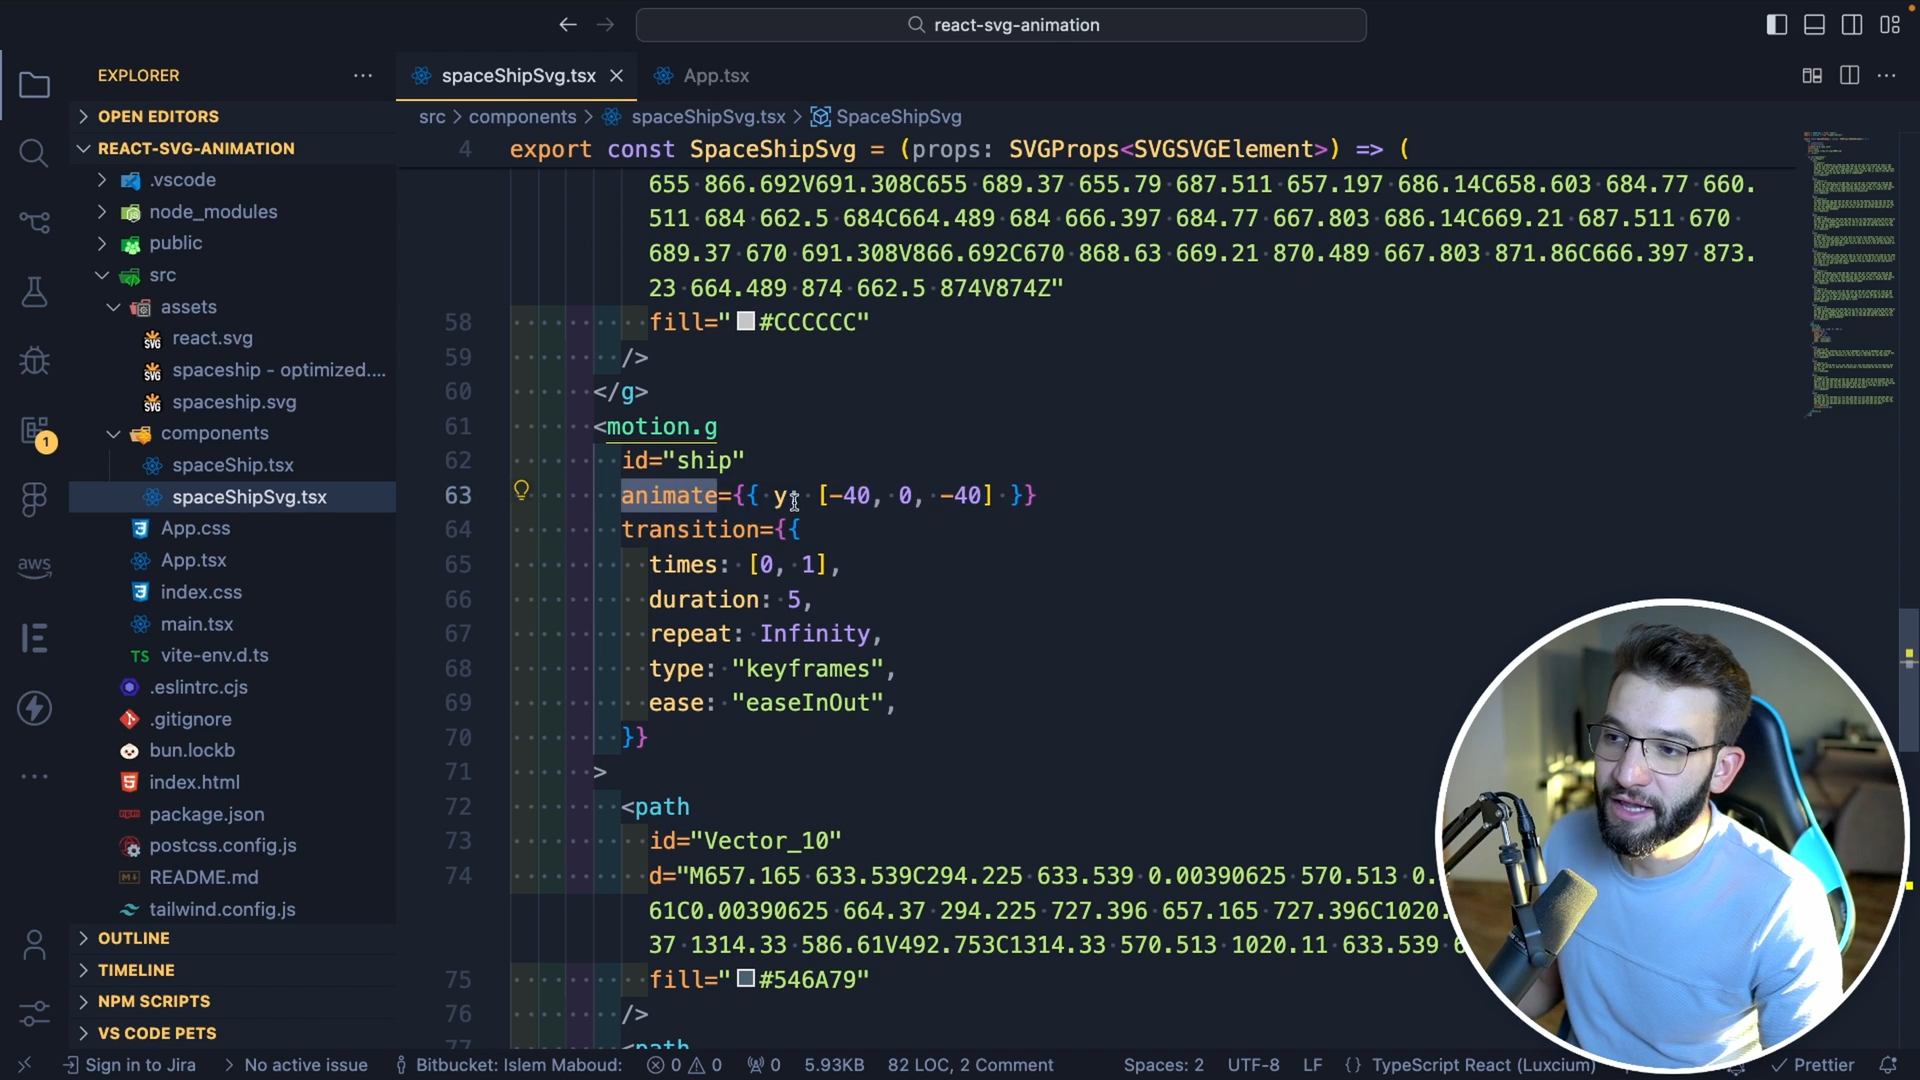 react-svg-animation
EXPLORER
spaceShipSvg.tsx
App.tsx
OPEN EDITORS
src > components > spaceShipSvg.tsx > SpaceShipSvg
REACT-SVG-ANIMATION
4 export const SpaceShipSvg = (props: SVGProps<SVGSVGElement>) => (
.vscode
655 866.692V691.308C655 689.37 655.79 687.511 657.197 686.14C658.603 684.77 660.
node_modules
511 684 662.5 684C664.489 684 666.397 684.77 667.803 686.14C669.21 687.511 670
public
689.37 670 691.308V866.692C670 868.63 669.21 870.489 667.803 871.86C666.397 873.
src
23 664.489 874 662.5 874V874Z"
assets
58 fill="#CCCCCC"
react.svg
59 />
spaceship - optimized....
60 </g>
spaceship.svg
61 <motion.g
components
62 id="ship"
spaceShip.tsx
63 animate={{ y: [-40, 0, -40] }}
spaceShipSvg.tsx
64 transition={{
App.css
65 times: [0, 1],
App.tsx
66 duration: 5,
index.css
67 repeat: Infinity,
main.tsx
68 type: "keyframes",
TS vite-env.d.ts
69 ease: "easeInOut",
.eslintrc.cjs
70 }}
.gitignore
71 >
bun.lockb
72 <path
index.html
73 id="Vector_10"
package.json
74 d="M657.165 633.539C294.225 633.539 0.00390625 570.513 0.
postcss.config.js
61C0.00390625 664.37 294.225 727.396 657.165 727.396C1020.
README.md
37 1314.33 586.61V492.753C1314.33 570.513 1020.11 633.539
tailwind.config.js
75 fill="#546A79"
OUTLINE
76 />
TIMELINE
77 <path
NPM SCRIPTS
VS CODE PETS
aws
1
Sign in to Jira
No active issue
Bitbucket: Islem Maboud:
0 0
0
5.93KB
82 LOC, 2 Comment
Spaces: 2
UTF-8
LF
{} TypeScript React (Luxcium)
Prettier